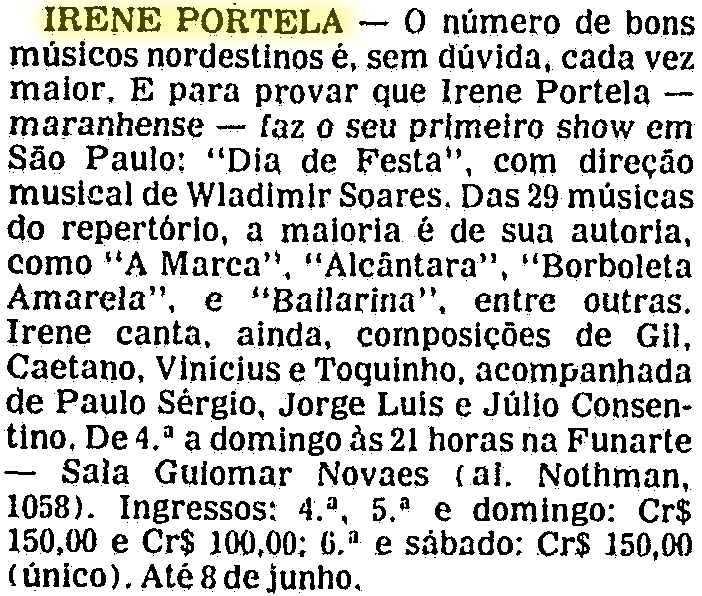 IRENE PORTELA — O número de bons
músicos nordestinos é, sem dúvida, cada vez
maior. E para provar que Irene Portela —
maranhense — faz o seu primeiro show em
São Paulo: "Dia de Festa", com direção
musical de Wladimir Soares. Das 29 músicas
do repertório, a maioria é de sua autoria,
como "A Marca", "Alcântara", "Borboleta
Amarela", e "Bailarina", entre outras.
Irene canta, ainda, composições de Gil,
Caetano, Vinícius e Toquinho, acompanhada
de Paulo Sérgio, Jorge Luis e Júlio Consen-
tino. De 4.ª a domingo às 21 horas na Funarte
— Sala Guiomar Novaes (al. Nothman,
1058). Ingressos: 4.ª, 5.ª e domingo: Cr$
150,00 e Cr$ 100,00; 6.ª e sábado: Cr$ 150,00
(único). Até 8 de junho.